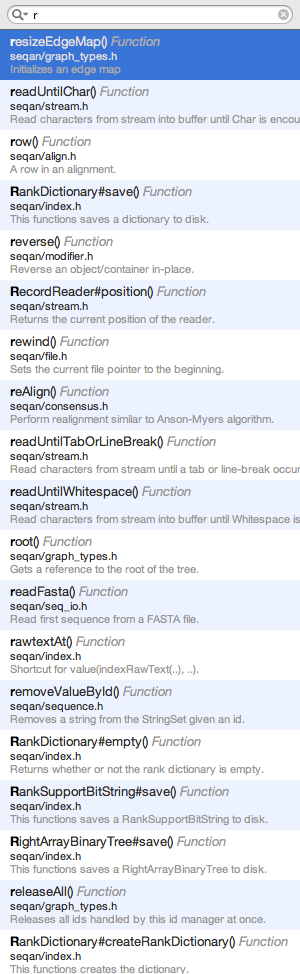 r
resizeEdgeMap() Function
seqan/graph_types.h
Initializes an edge map
readUntilChar() Function
seqan/stream.h
Read characters from stream into buffer until Char is encou
row() Function
seqan/align.h
A row in an alignment.
RankDictionary#save() Function
seqan/index.h
This functions saves a dictionary to disk.
reverse() Function
seqan/modifier.h
Reverse an object/container in-place.
RecordReader#position() Function
seqan/stream.h
Returns the current position of the reader.
rewind() Function
seqan/file.h
Sets the current file pointer to the beginning.
reAlign() Function
seqan/consensus.h
Perform realignment similar to Anson-Myers algorithm.
readUntilTabOrLineBreak() Function
seqan/stream.h
Read characters from stream until a tab or line-break occur
readUntilWhitespace() Function
seqan/stream.h
Read characters from stream into buffer until Whitespace is
root() Function
seqan/graph_types.h
Gets a reference to the root of the tree.
readFasta() Function
seqan/seq_io.h
Read first sequence from a FASTA file.
rawtextAt() Function
seqan/index.h
Shortcut for value(indexRawText(..), ..).
removeValueById() Function
seqan/sequence.h
Removes a string from the StringSet given an id.
RankDictionary#empty() Function
seqan/index.h
Returns whether or not the rank dictionary is empty.
RankSupportBitString#save() Function
seqan/index.h
This functions saves a RankSupportBitString to disk.
RightArrayBinaryTree#save() Function
seqan/index.h
This functions saves a RightArrayBinaryTree to disk.
releaseAll() Function
seqan/graph_types.h
Releases all ids handled by this id manager at once.
RankDictionary#createRankDictionary() Function
seqan/index.h
This functions creates the dictionary.